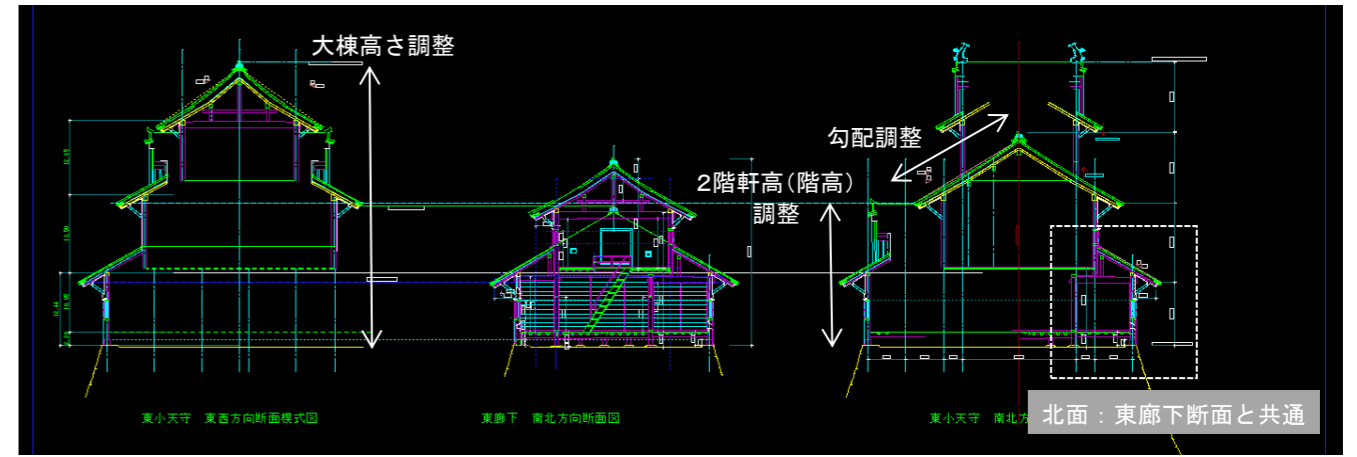 大棟高さ調整
勾配調整
2階軒高（階高）
調整
東小天守 東西方向断面模式図
東廊下 南北方向断面図
東小天守 南北方
北面：東廊下断面と共通